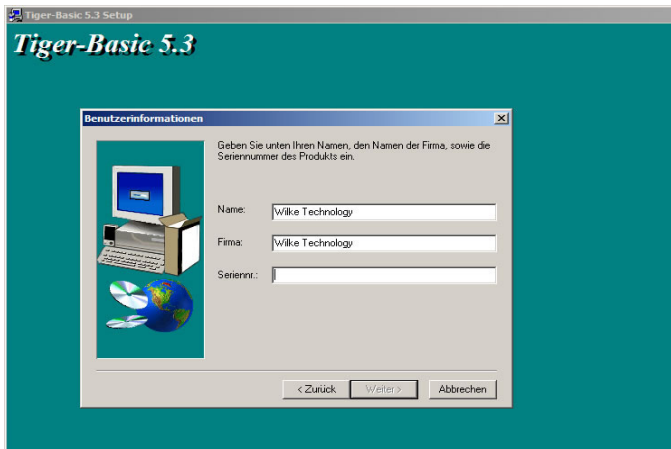 Tiger-Basic 5.3 Setup
Tiger-Basic 5.3
Benutzerinformationen
Geben Sie unten Ihren Namen, den Namen der Firma, sowie die
Seriennummer des Produkts ein.
Name: Wilke Technology
Firma: Wilke Technology
Seriennr.:
< Zurück Weiter > Abbrechen